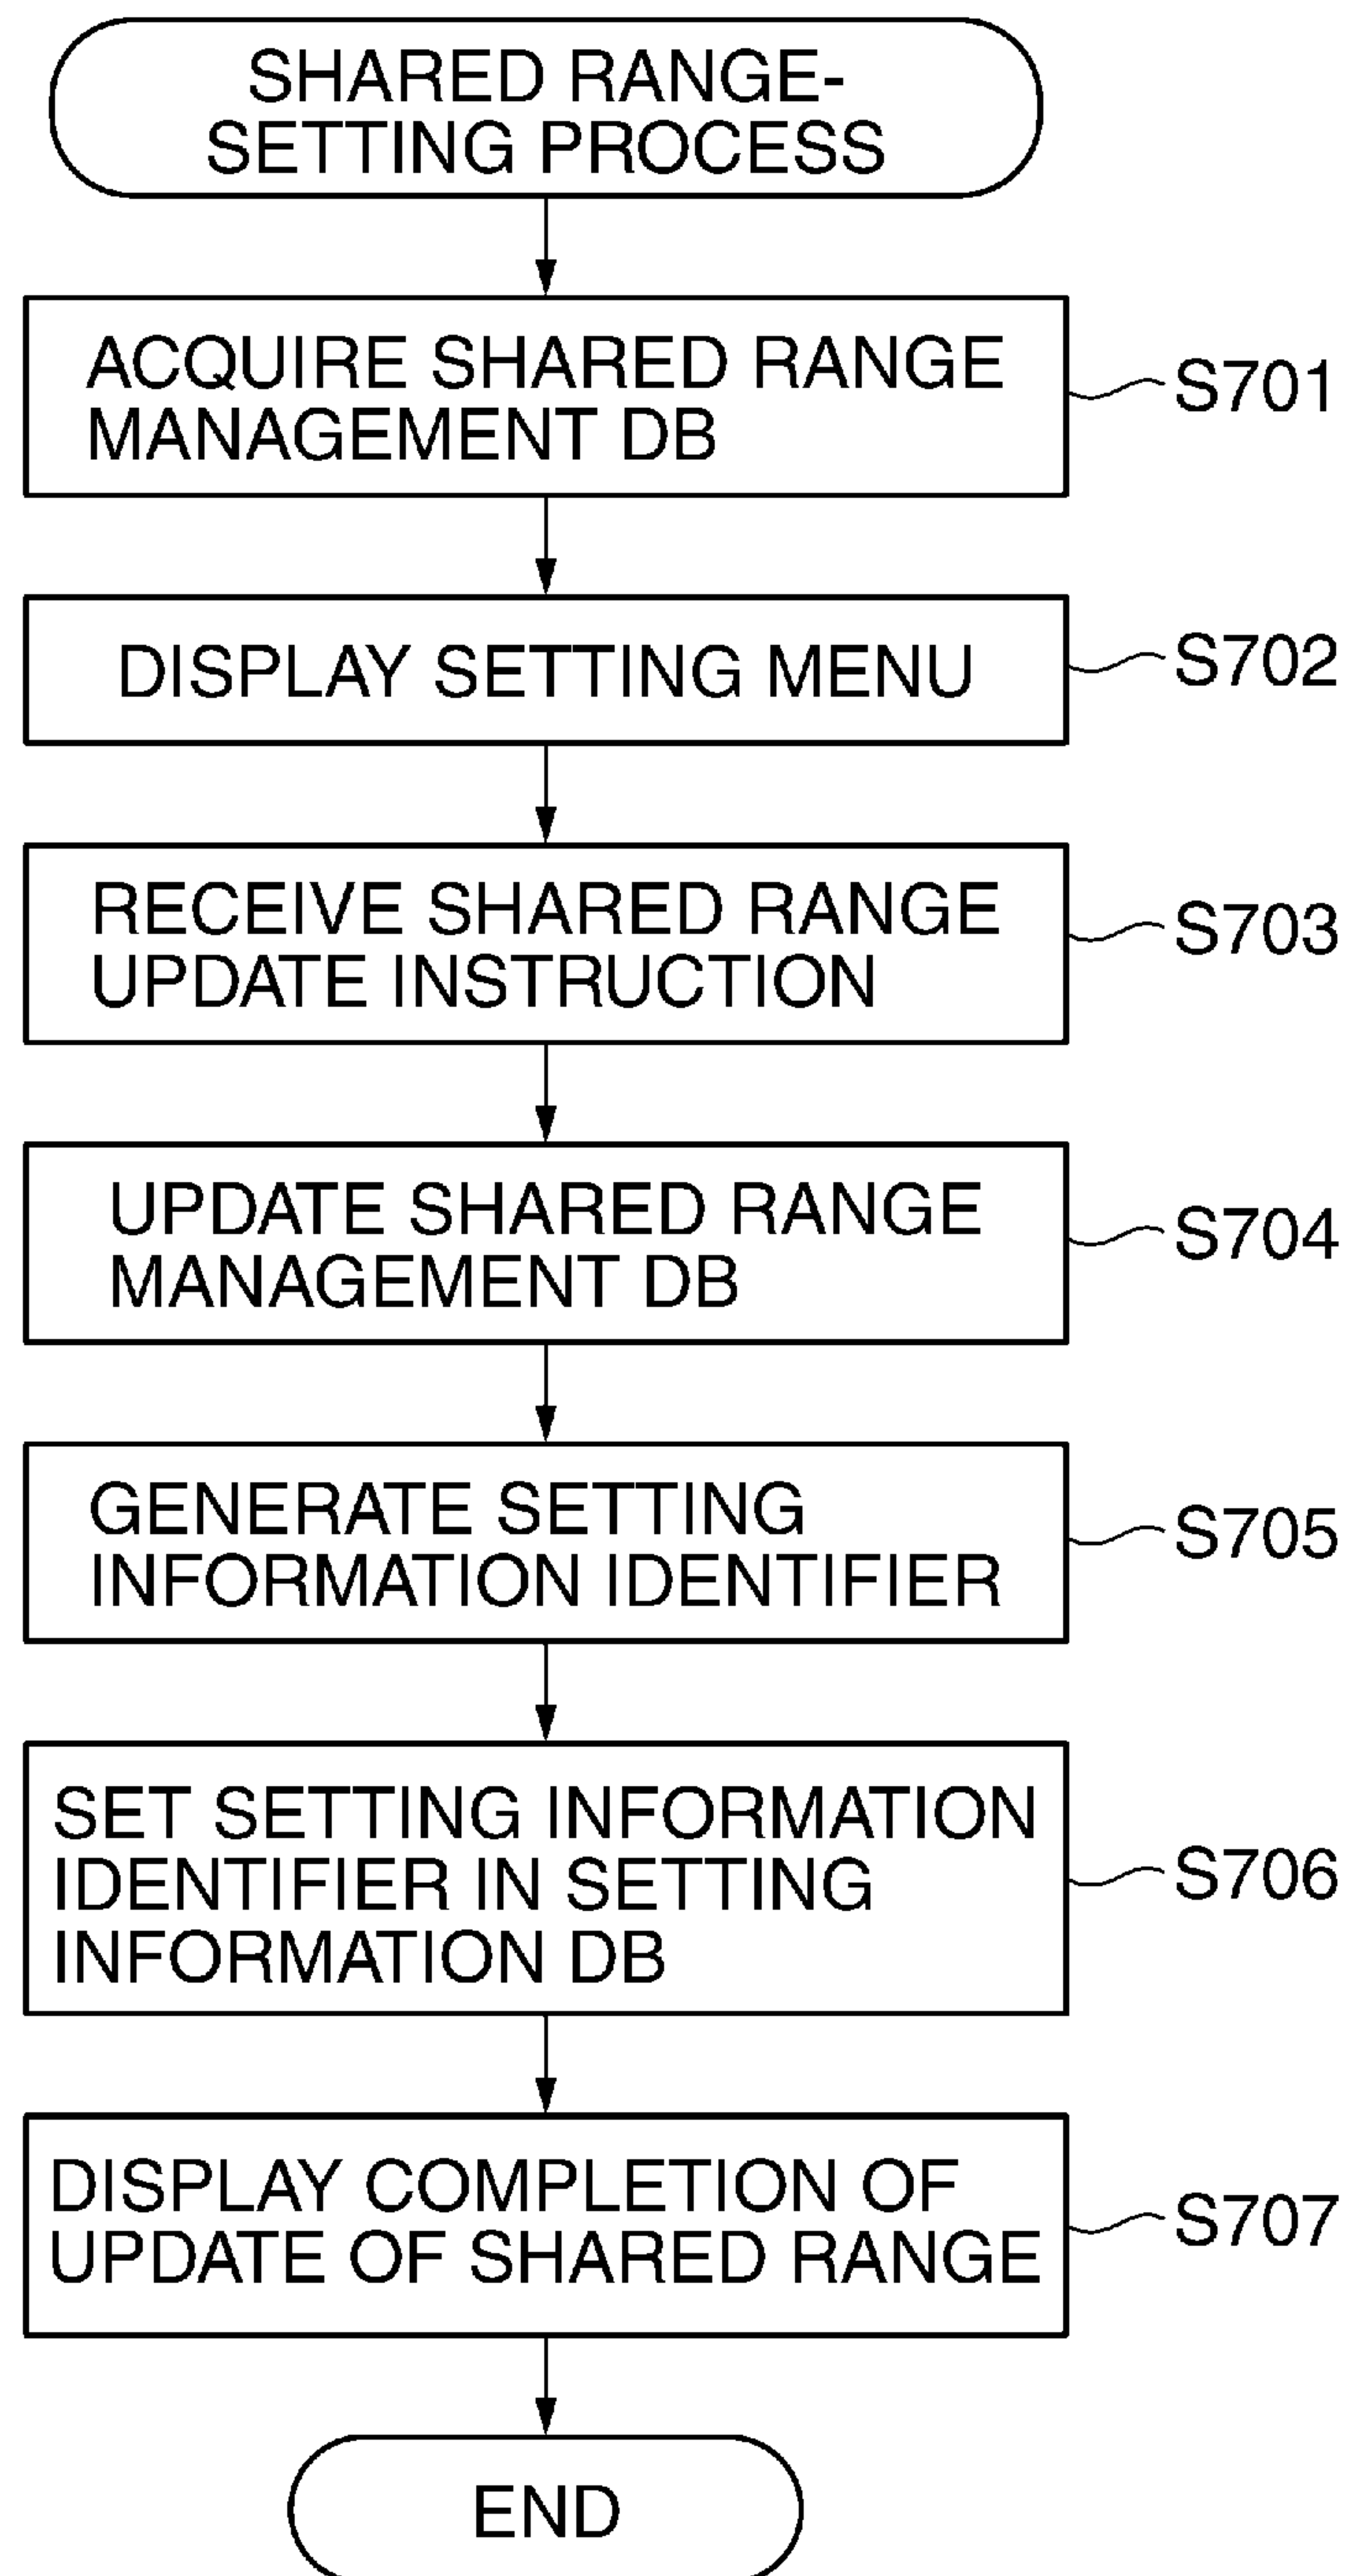 SHARED RANGE-
SETTING PROCESS
ACQUIRE SHARED RANGE
MANAGEMENT DB
S701
DISPLAY SETTING MENU
S702
RECEIVE SHARED RANGE
UPDATE INSTRUCTION
S703
UPDATE SHARED RANGE
MANAGEMENT DB
S704
GENERATE SETTING
INFORMATION IDENTIFIER
S705
SET SETTING INFORMATION
IDENTIFIER IN SETTING
INFORMATION DB
S706
DISPLAY COMPLETION OF
UPDATE OF SHARED RANGE
S707
END